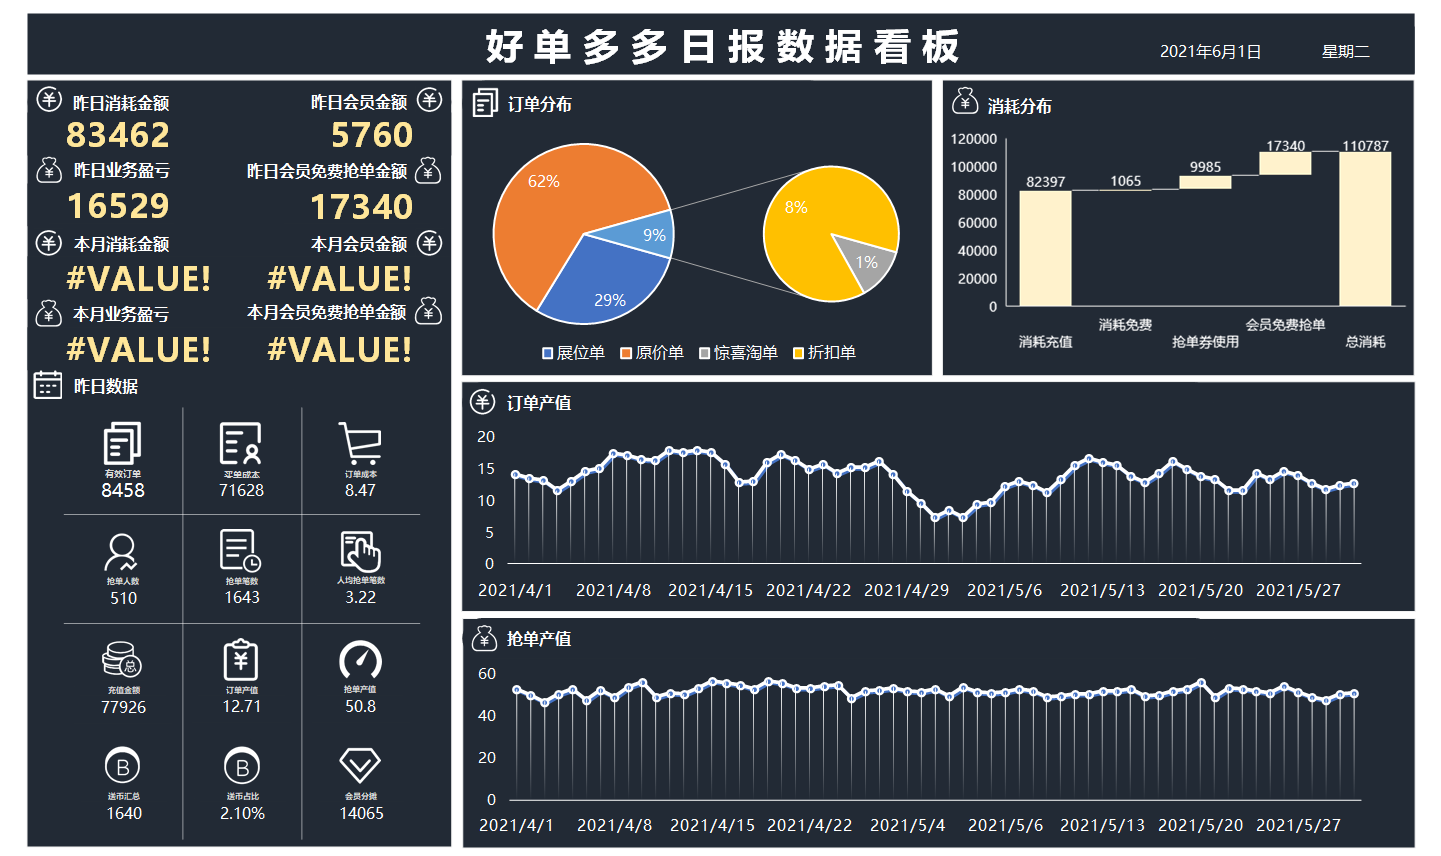 好单多多日报数据看板
2021年6月1日 星期二
昨日消耗金额 昨日会员金额
83462 5760
昨日业务盈亏 昨日会员免费抢单金额
16529 17340
本月消耗金额 本月会员金额
#VALUE! #VALUE!
本月业务盈亏 本月会员免费抢单金额
#VALUE! #VALUE!
昨日数据
有效订单 买单成本 订单成本
8458 71628 8.47
抢单人数 抢单笔数 人均抢单笔数
510 1643 3.22
总
充值金额 订单产值 抢单产值
77926 12.71 50.8
B B
送币汇总 送币占比 会员分摊
1640 2.10% 14065
订单分布
62%
9%
29%
8%
1%
展位单 原价单 惊喜淘单 折扣单
消耗分布
120000
100000
80000
60000
40000
20000
0
82397 1065 9985 17340 110787
消耗充值 消耗免费 抢单券使用 会员免费抢单 总消耗
订单产值
20
15
10
5
0
2021/4/1 2021/4/8 2021/4/15 2021/4/22 2021/4/29 2021/5/6 2021/5/13 2021/5/20 2021/5/27
抢单产值
60
40
20
0
2021/4/1 2021/4/8 2021/4/15 2021/4/22 2021/5/4 2021/5/6 2021/5/13 2021/5/20 2021/5/27